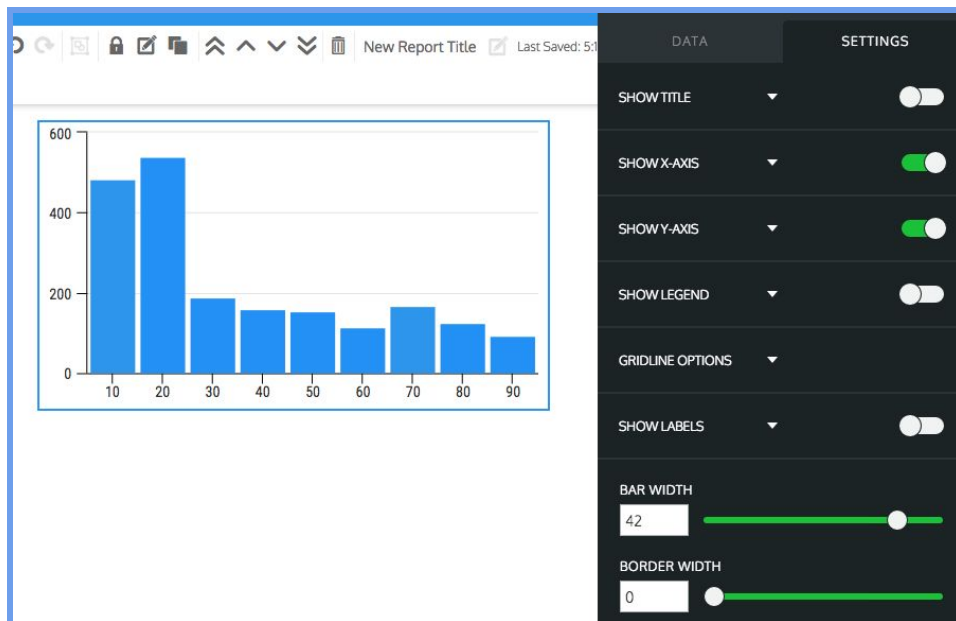 New Report Title
Last Saved: 5:1
DATA
SETTINGS
SHOW TITLE
SHOW X-AXIS
SHOW Y-AXIS
SHOW LEGEND
GRIDLINE OPTIONS
SHOW LABELS
BAR WIDTH
42
BORDER WIDTH
0
600
400
200
0
10 20 30 40 50 60 70 80 90